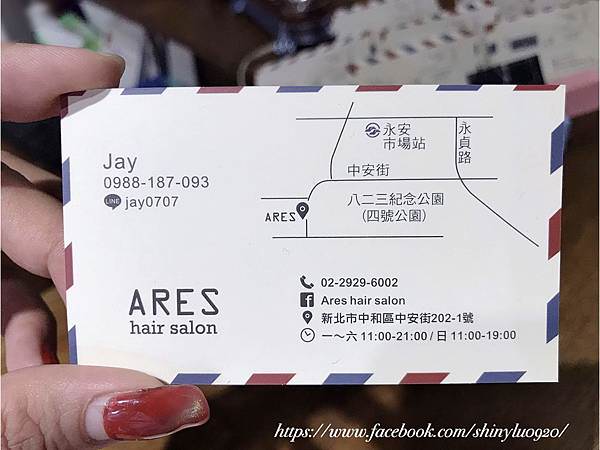 Jay
0988-187-093
LINE jay0707
永安
市場站
永貞路
中安街
八二三紀念公園
(四號公園)
ARES
ARES
hair salon
02-2929-6002
Ares hair salon
新北市中和區中安街202-1號
一～六 11:00-21:00 / 日 11:00-19:00
https://www.facebook.com/shinyluo920/